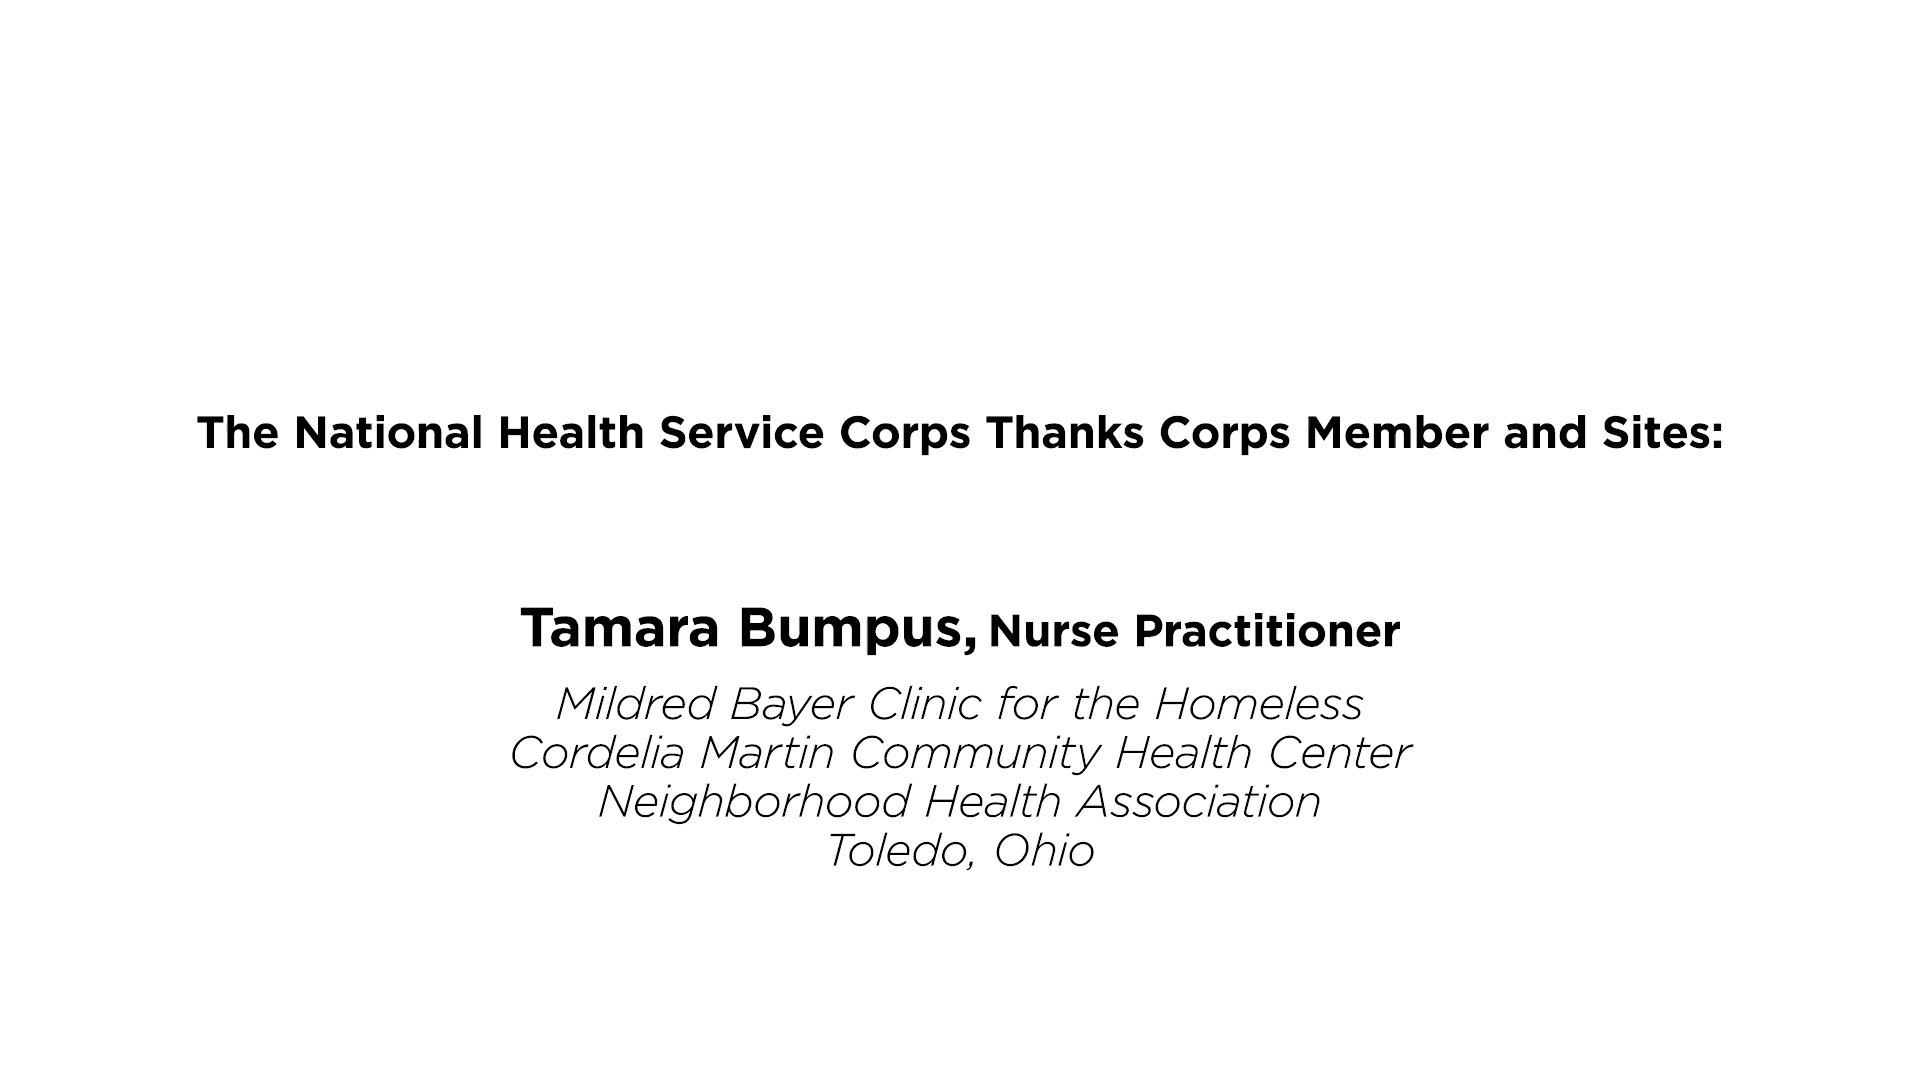 The National Health Service Corps Thanks Corps Member and Sites:
Tamara Bumpus, Nurse Practitioner
Mildred Bayer Clinic for the Homeless
Cordelia Martin Community Health Center
Neighborhood Health Association
Toledo, Ohio